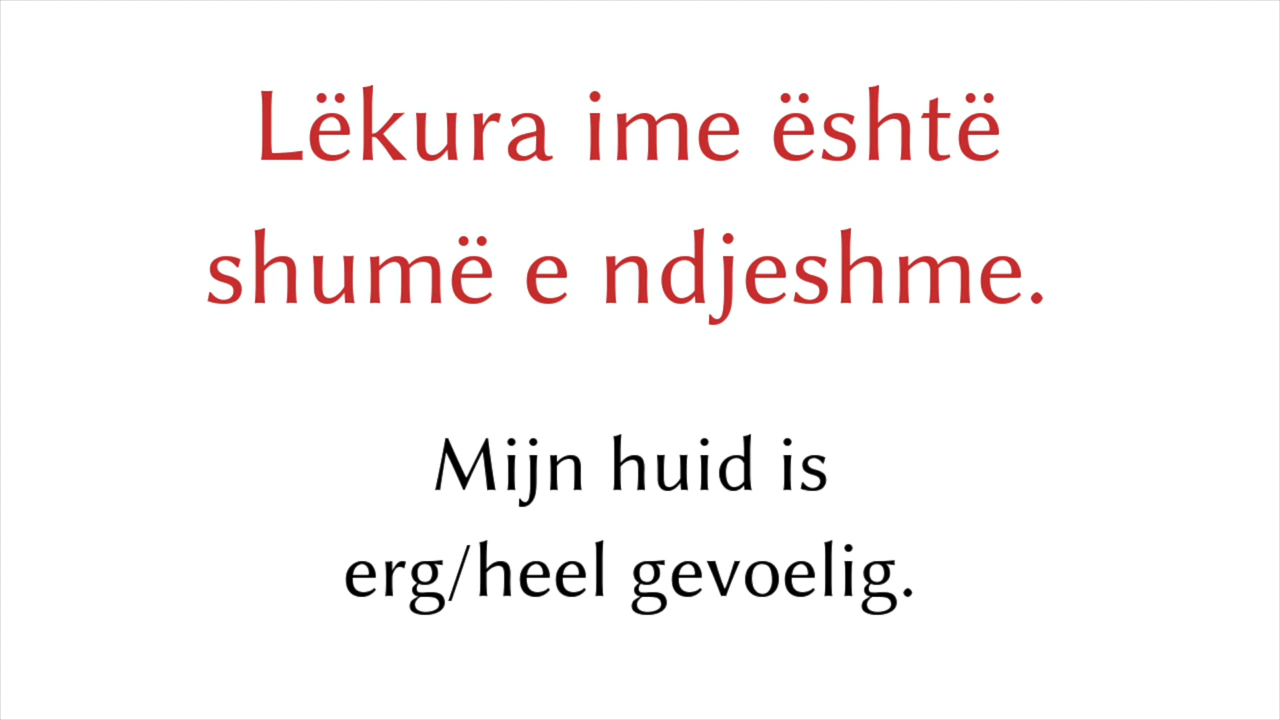 Lëkura ime është
shumë e ndjeshme.
Mijn huid is
erg/heel gevoelig.